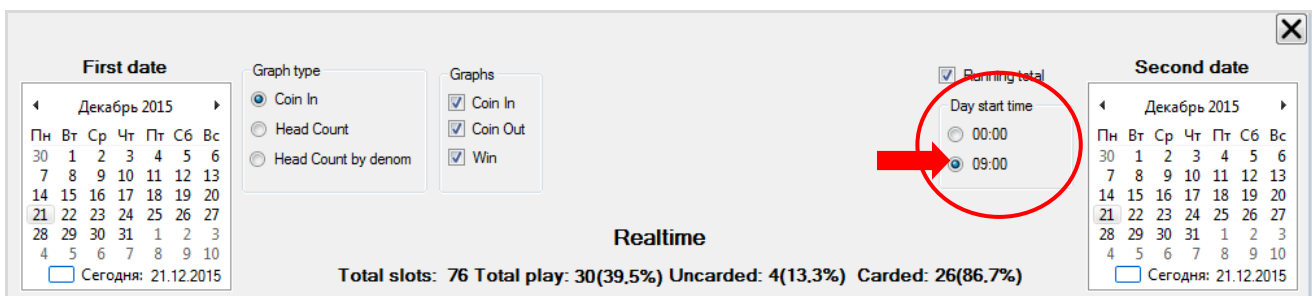 First date
Декабрь 2015
Пн Вт Ср Чт Пт Сб Вс
30 1 2 3 4 5 6
7 8 9 10 11 12 13
14 15 16 17 18 19 20
21 22 23 24 25 26 27
28 29 30 31 1 2 3
4 5 6 7 8 9 10
Сегодня: 21.12.2015
Graph type
Coin In
Head Count
Head Count by denom
Graphs
Coin In
Coin Out
Win
Running total
Day start time
00:00
09:00
Second date
Декабрь 2015
Пн Вт Ср Чт Пт Сб Вс
30 1 2 3 4 5 6
7 8 9 10 11 12 13
14 15 16 17 18 19 20
21 22 23 24 25 26 27
28 29 30 31 1 2 3
4 5 6 7 8 9 10
Сегодня: 21.12.2015
Realtime
Total slots: 76 Total play: 30(39,5%) Uncarded: 4(13,3%) Carded: 26(86,7%)